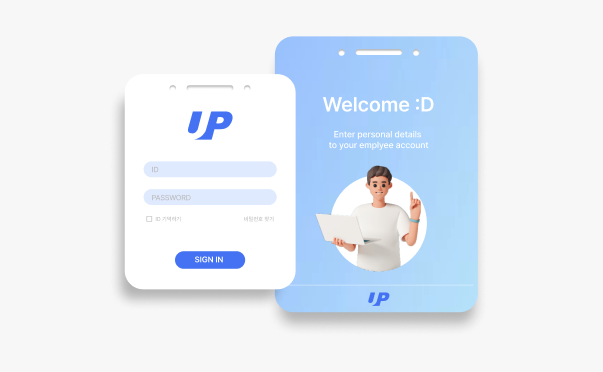 UP
ID
PASSWORD
ID 기억하기
비밀번호 찾기
SIGN IN
Welcome :D
Enter personal details
to your emplyee account
UP